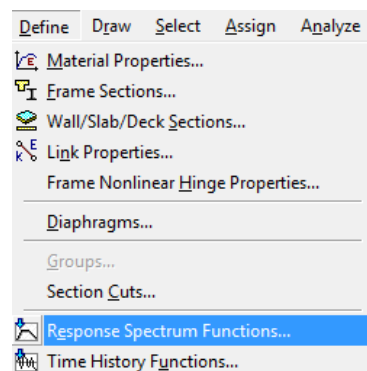 Define Draw Select Assign Analyze
Material Properties...
Frame Sections...
Wall/Slab/Deck Sections...
Link Properties...
Frame Nonlinear Hinge Properties...
Diaphragms...
Groups...
Section Cuts...
Response Spectrum Functions...
Time History Functions...